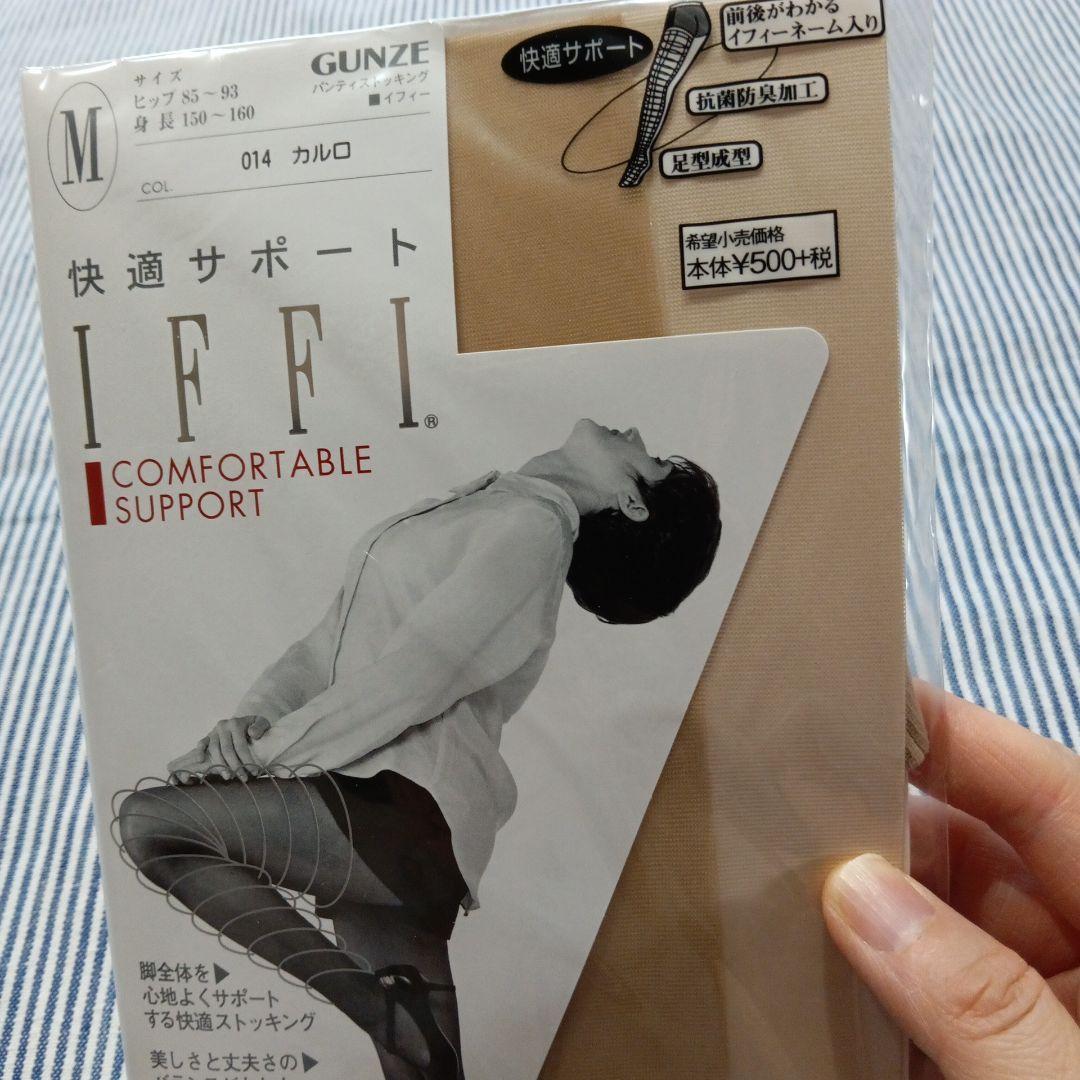 M
サイズ
ヒップ 85～93
身長 150～160
GUNZE
パンティストッキング
■イフィー
COL.
014 カルロ
快適サポート
IFFI®
COMFORTABLE
SUPPORT
快適サポート
前後がわかる
イフィーネーム入り
抗菌防臭加工
足型成型
希望小売価格
本体¥500+税
脚全体を▶
心地よくサポート
する快適ストッキング
美しさと丈夫さの▶